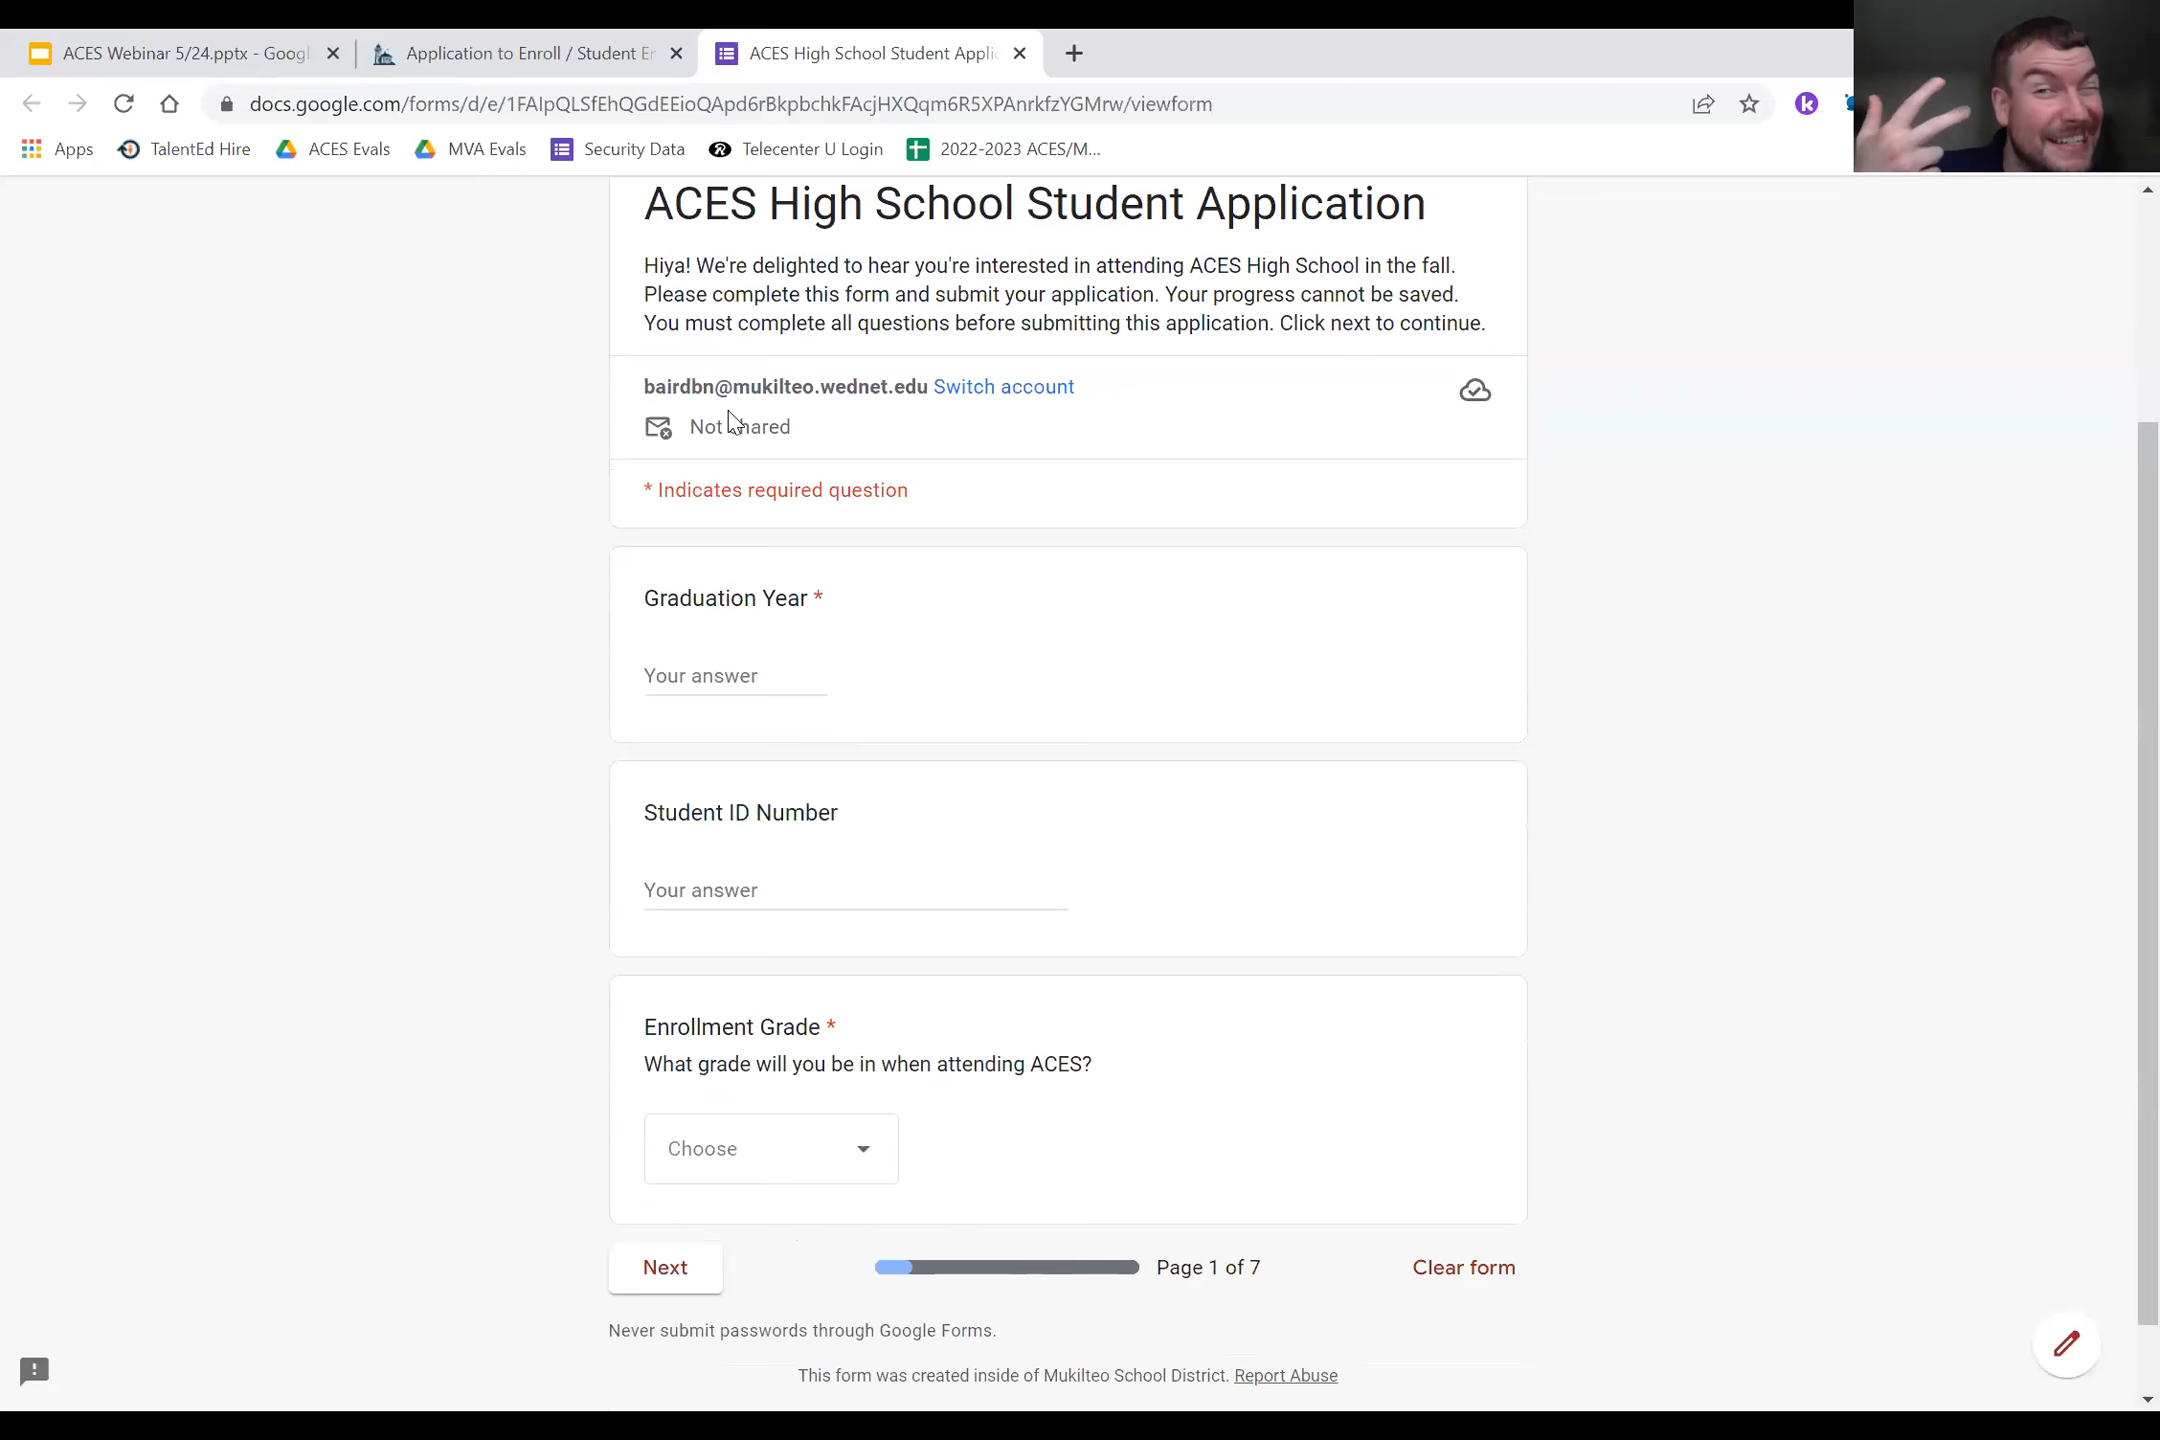 ACES Webinar 5/24.pptx - Googl
Application to Enroll / Student Er
ACES High School Student Appli
docs.google.com/forms/d/e/1FAIpQLSfEhQGdEEioQApd6rBkpbchkFAcjHXQqm6R5XPAnrkfzYGMrw/viewform
k
Apps
TalentEd Hire
ACES Evals
MVA Evals
Security Data
Telecenter U Login
2022-2023 ACES/M...
ACES High School Student Application
Hiya! We're delighted to hear you're interested in attending ACES High School in the fall.
Please complete this form and submit your application. Your progress cannot be saved.
You must complete all questions before submitting this application. Click next to continue.
bairdbn@mukilteo.wednet.edu Switch account
Not shared
* Indicates required question
Graduation Year *
Your answer
Student ID Number
Your answer
Enrollment Grade *
What grade will you be in when attending ACES?
Choose
Next
Page 1 of 7
Clear form
Never submit passwords through Google Forms.
This form was created inside of Mukilteo School District. Report Abuse